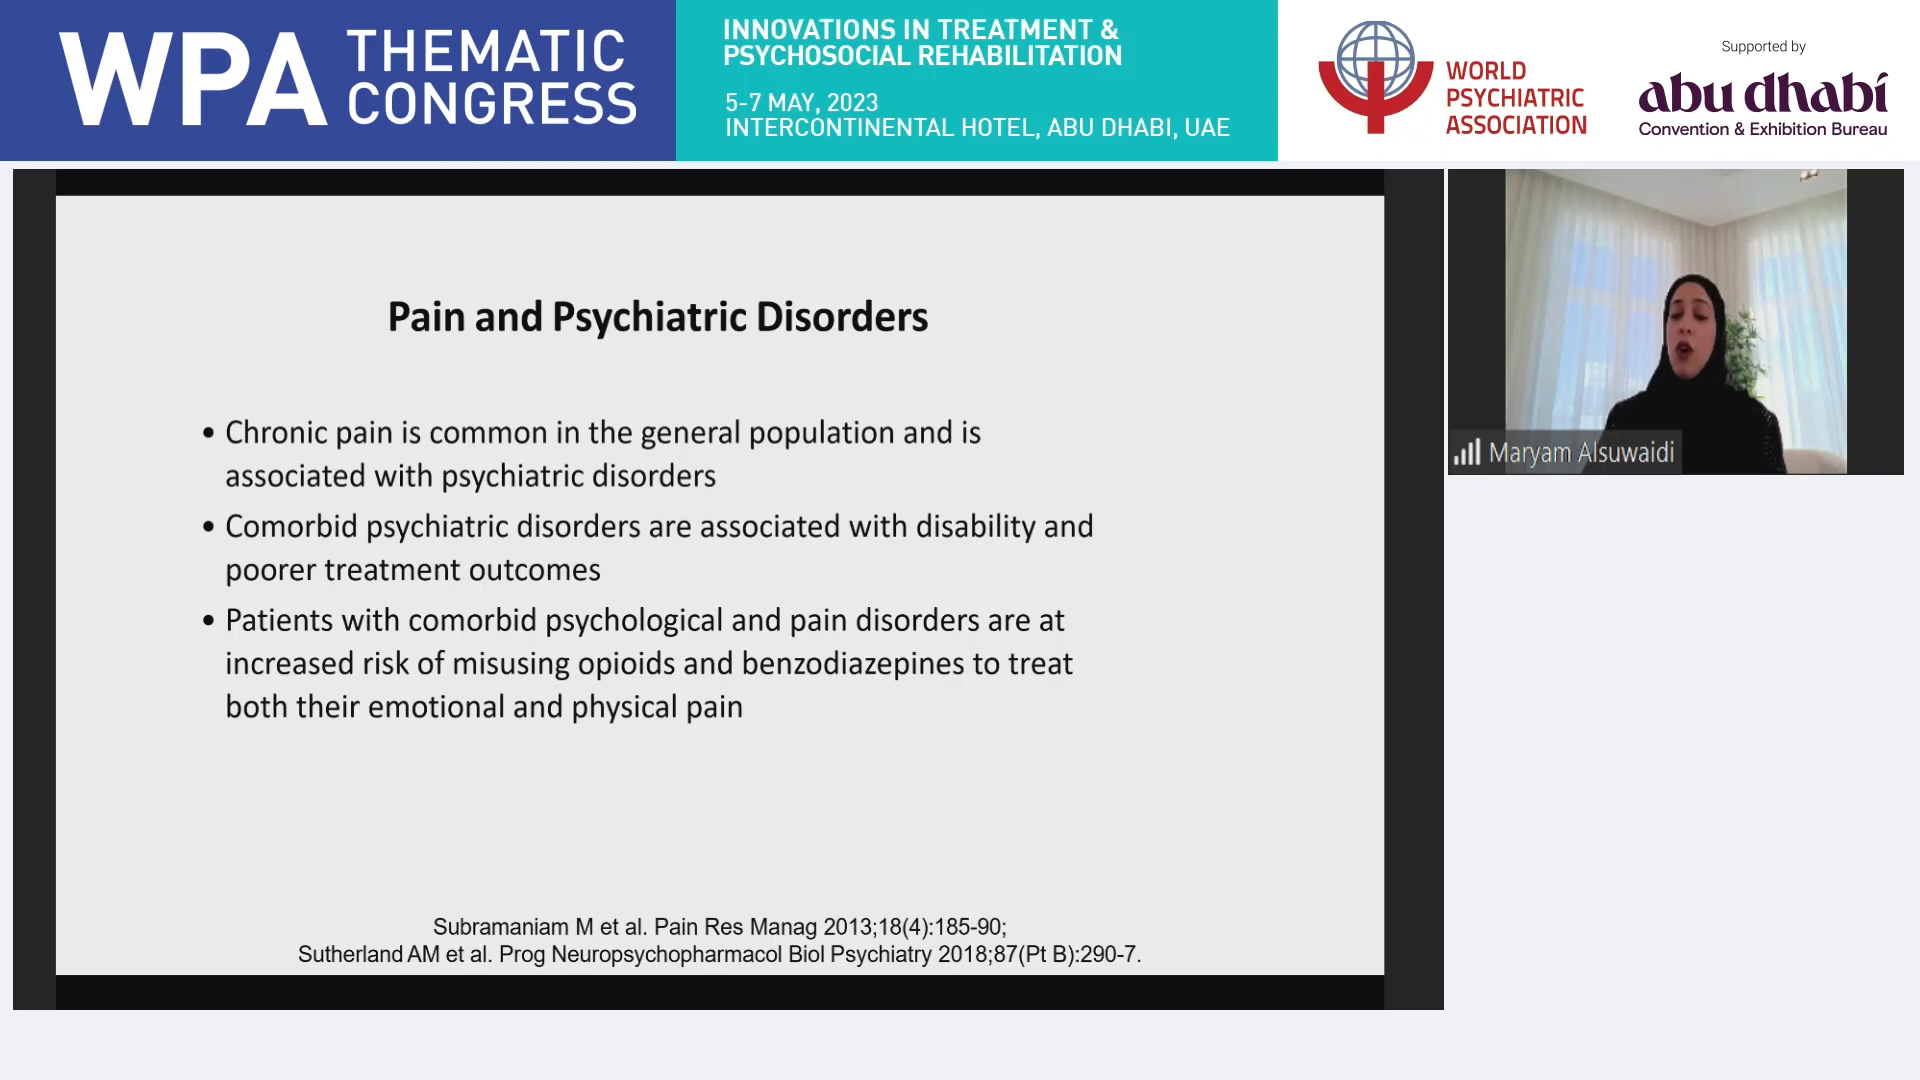 WPA THEMATIC
CONGRESS
INNOVATIONS IN TREATMENT &
PSYCHOSOCIAL REHABILITATION
5-7 MAY, 2023
INTERCONTINENTAL HOTEL, ABU DHABI, UAE
WORLD
PSYCHIATRIC
ASSOCIATION
Supported by
abu dhabi
Convention & Exhibition Bureau
Pain and Psychiatric Disorders
• Chronic pain is common in the general population and is
associated with psychiatric disorders
• Comorbid psychiatric disorders are associated with disability and
poorer treatment outcomes
• Patients with comorbid psychological and pain disorders are at
increased risk of misusing opioids and benzodiazepines to treat
both their emotional and physical pain
Subramaniam M et al. Pain Res Manag 2013;18(4):185-90;
Sutherland AM et al. Prog Neuropsychopharmacol Biol Psychiatry 2018;87(Pt B):290-7.
Maryam Alsuwaidi